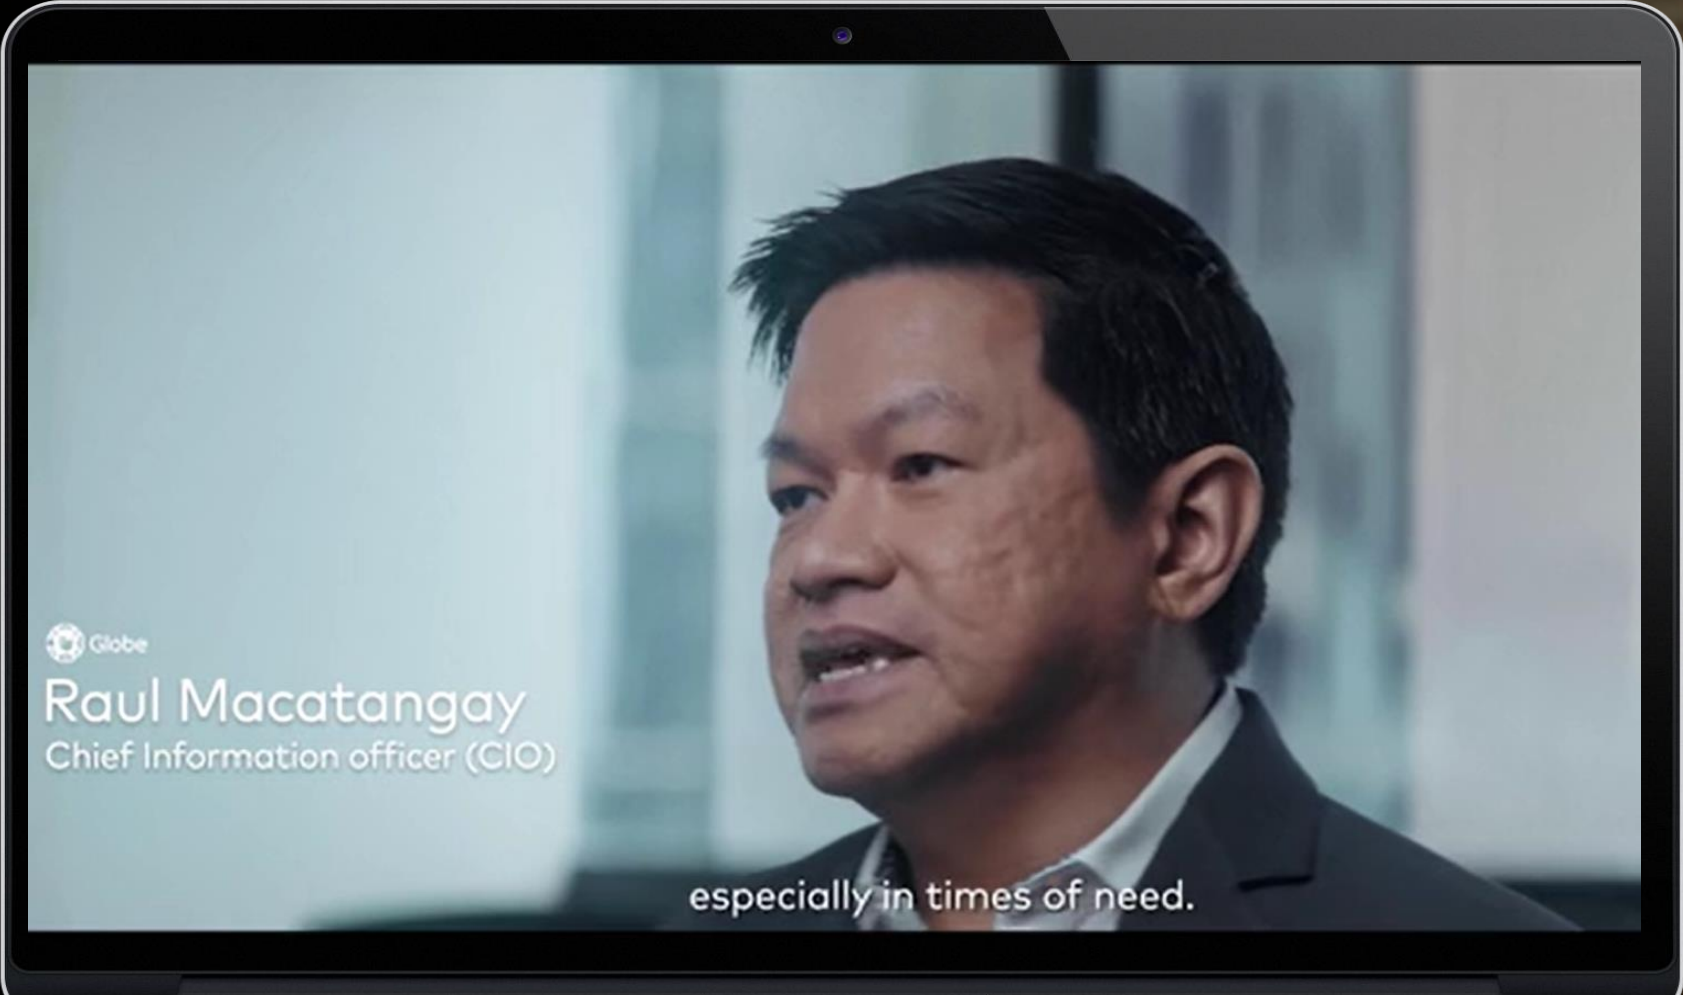 Globe
Raul Macatangay
Chief Information officer (CIO)
especially in times of need.